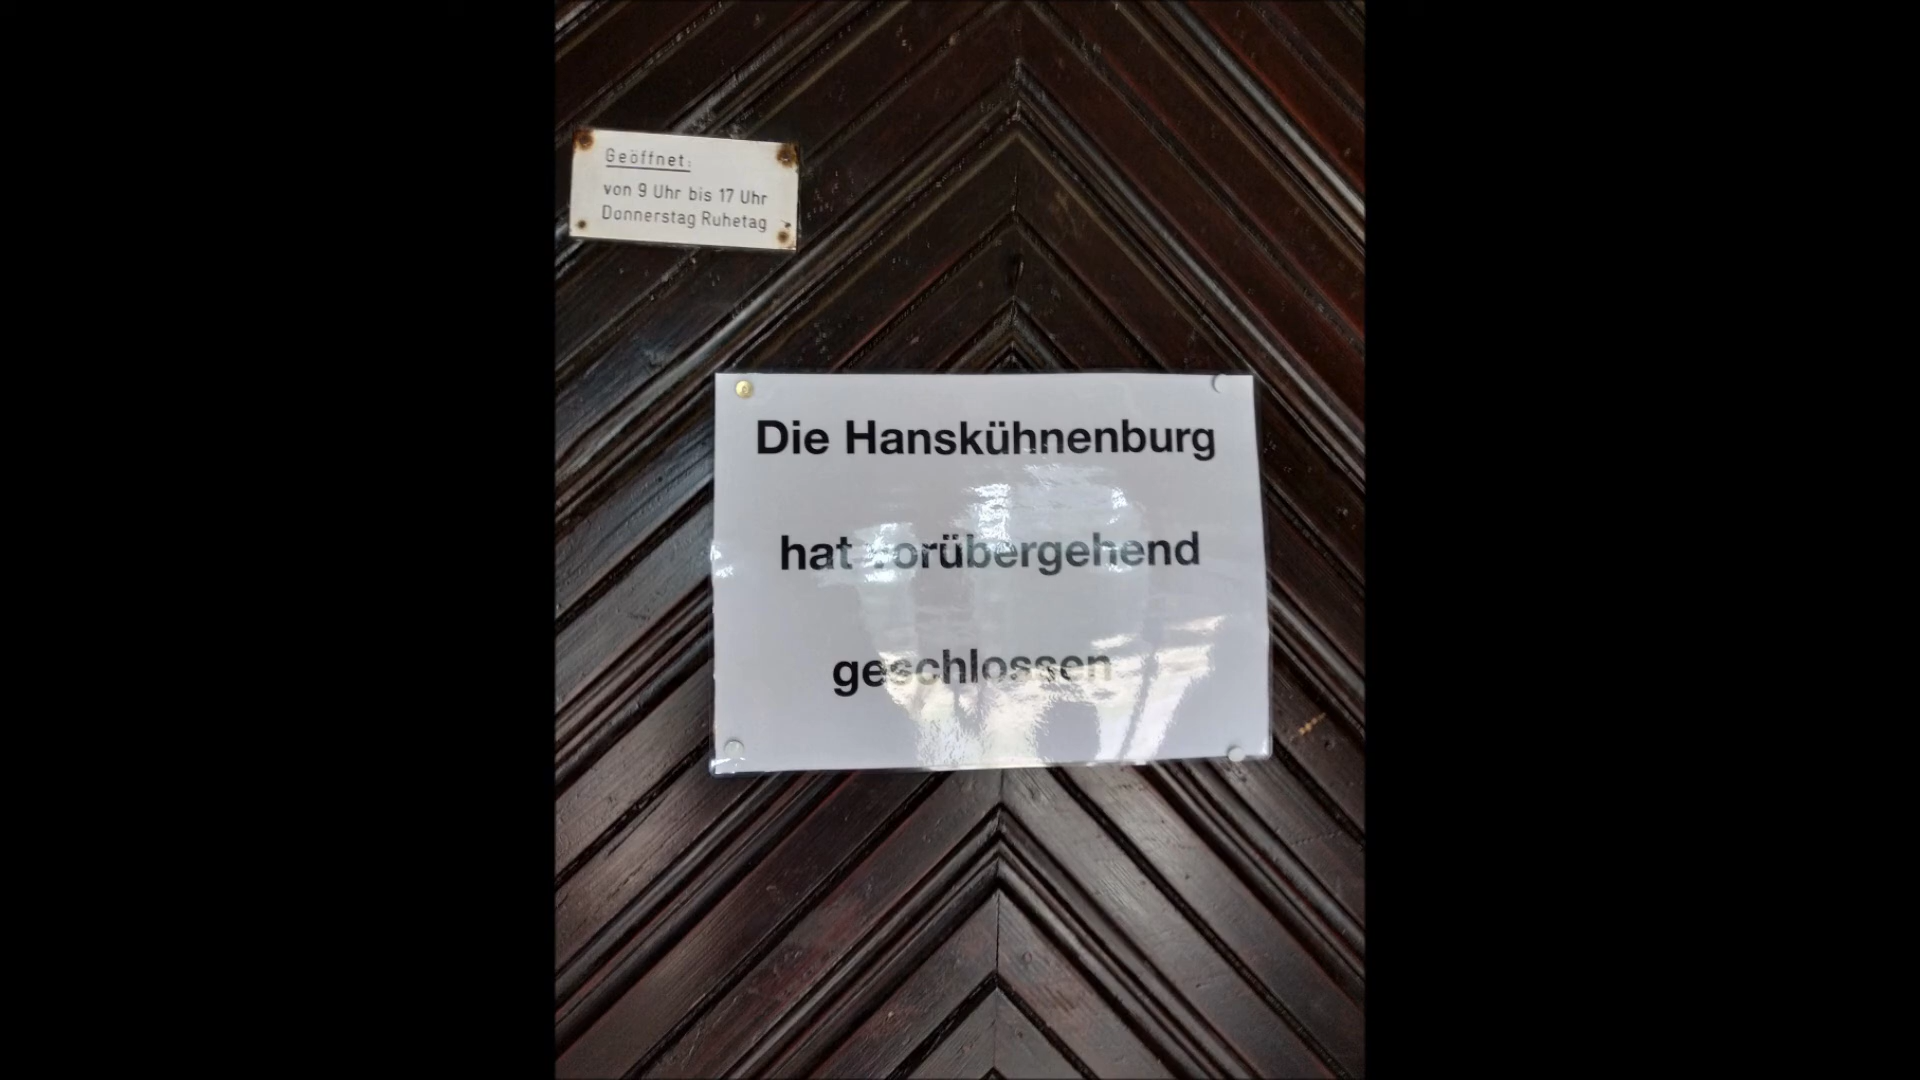 Geöffnet:
von 9 Uhr bis 17 Uhr
Donnerstag Ruhetag
Die Hanskühnenburg
hat vorübergehend
geschlossen